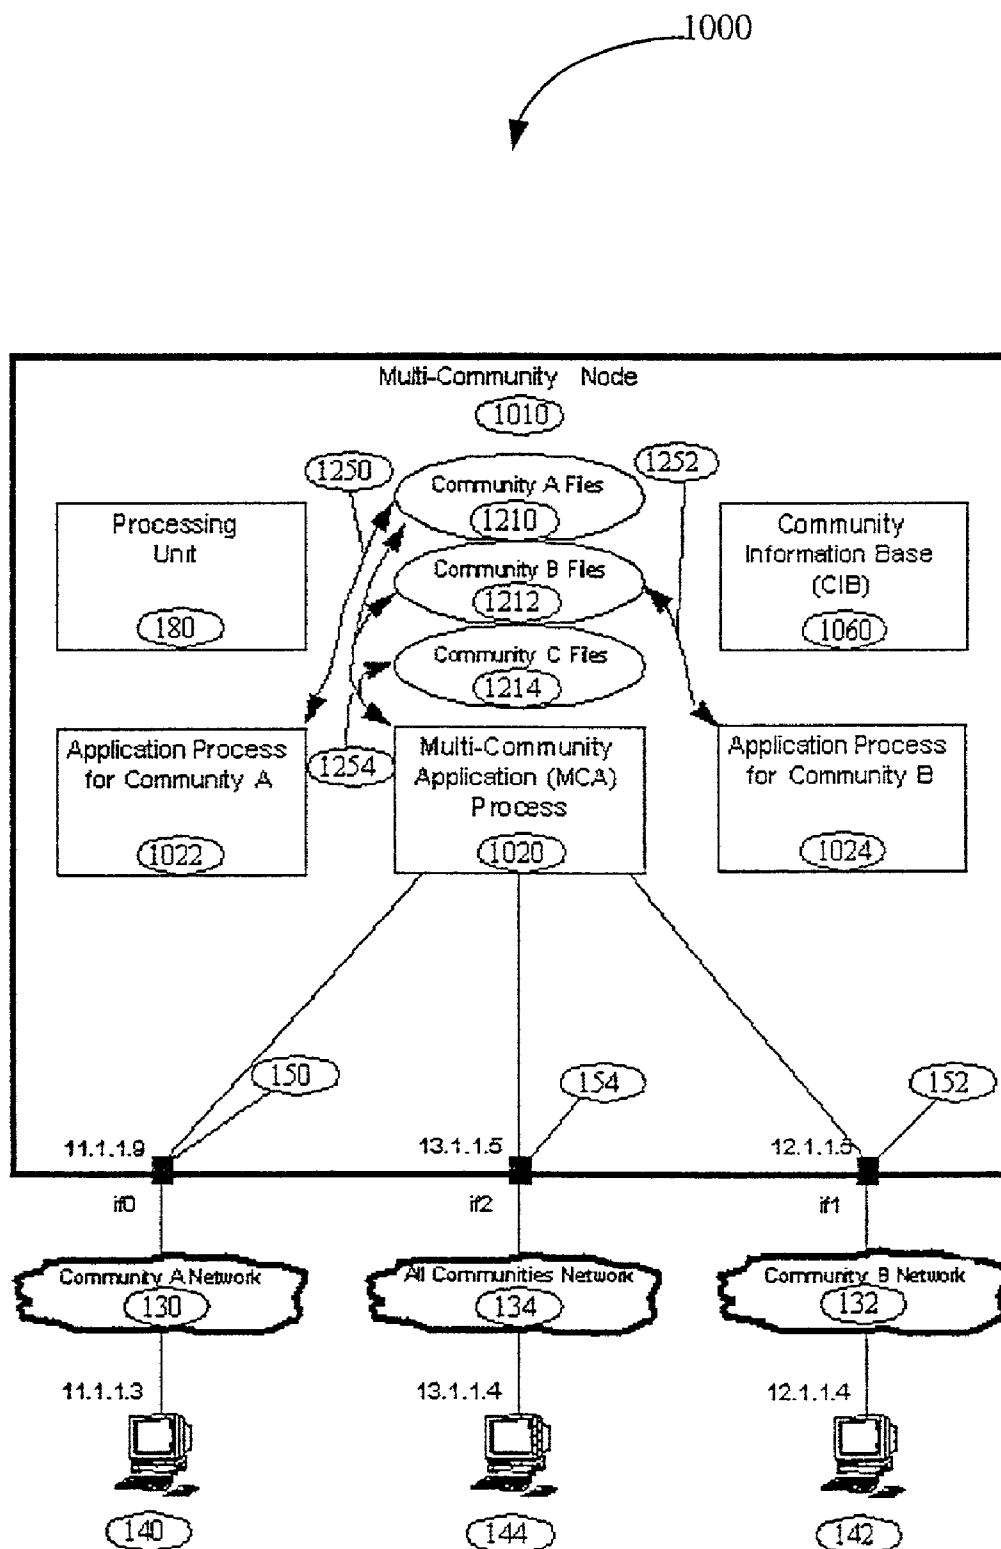 1000
Multi-Community Node
1010
1250
1252
Community A Files
1210
Processing
Unit
180
Community B Files
1212
Community
Information Base
(CIB)
1060
Community C Files
1214
Application Process
for Community A
1022
1254
Multi-Community
Application (MCA)
Process
1020
Application Process
for Community B
1024
150
154
152
11.1.1.9
13.1.1.5
if0
if2
if1
Community A Network
130
All Communities Network
134
Community B Network
132
11.1.1.3
13.1.1.4
12.1.1.4
140
144
142